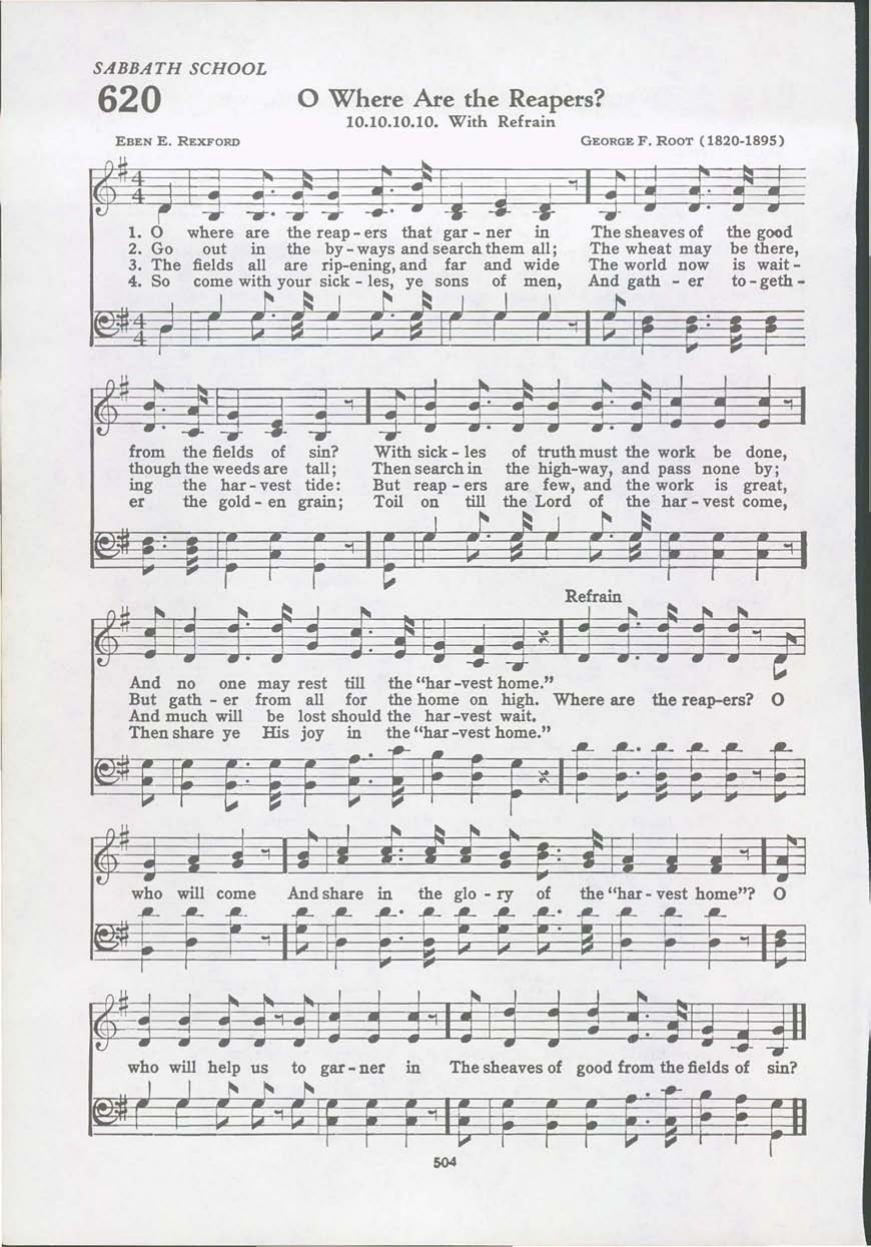 SABBATH SCHOOL
620
O Where Are the Reapers?
10.10.10.10. With Refrain
EBEN E. REXFORD GEORGE F. ROOT (1820-1895)
1. O where are the reap - ers that gar - ner in The sheaves of the good
2. Go out in the by - ways and search them all; The wheat may be there,
3. The fields all are rip-ening, and far and wide The world now is wait -
4. So come with your sick - les, ye sons of men, And gath - er to - geth -
from the fields of sin? With sick - les of truth must the work be done,
though the weeds are tall; Then search in the high-way, and pass none by;
ing the har - vest tide: But reap - ers are few, and the work is great,
er the gold - en grain; Toil on till the Lord of the har - vest come,
Refrain
And no one may rest till the "har -vest home."
But gath - er from all for the home on high. Where are the reap-ers? O
And much will be lost should the har -vest wait.
Then share ye His joy in the "har -vest home."
who will come And share in the glo - ry of the "har - vest home"? O
who will help us to gar - ner in The sheaves of good from the fields of sin?
504